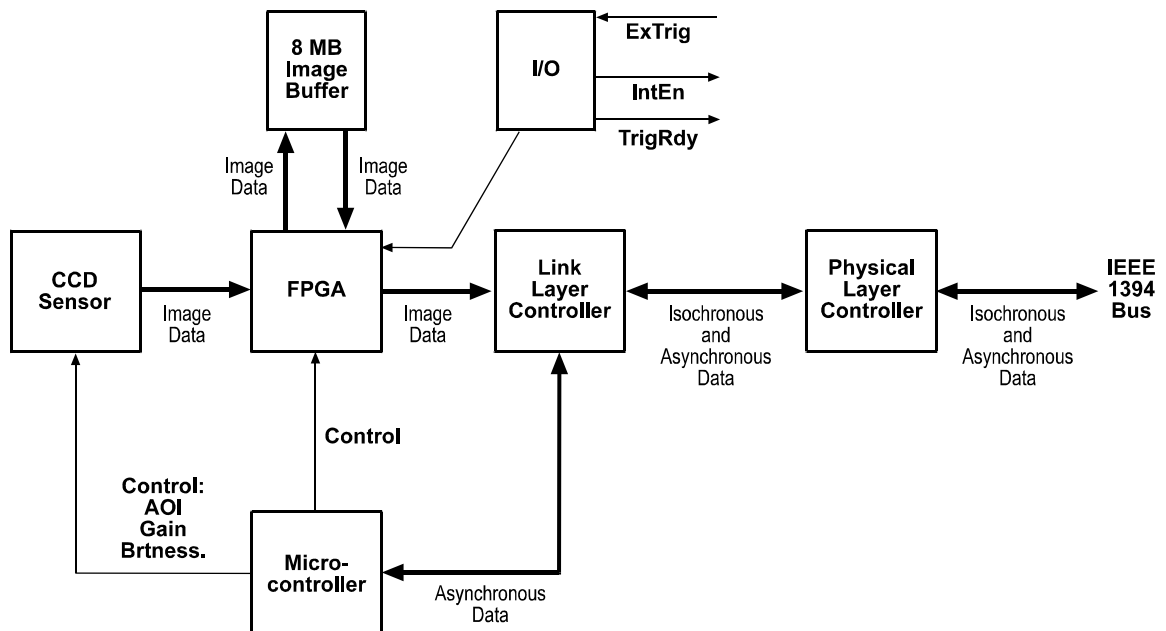 8 MB
Image
Buffer
I/O
ExTrig
IntEn
TrigRdy
Image
Data
Image
Data
CCD
Sensor
Image
Data
FPGA
Image
Data
Link
Layer
Controller
Isochronous
and
Asynchronous
Data
Physical
Layer
Controller
Isochronous
and
Asynchronous
Data
IEEE
1394
Bus
Control
Control:
AOI
Gain
Brtness.
Micro-
controller
Asynchronous
Data